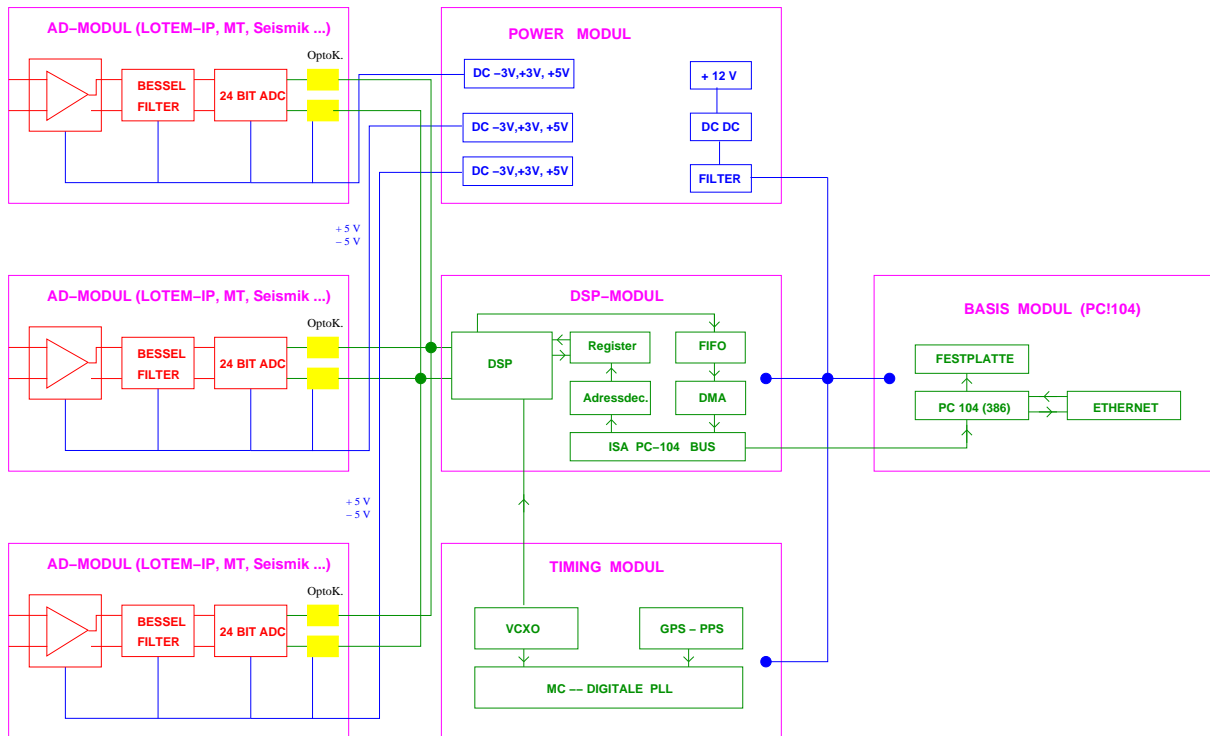 AD–MODUL (LOTEM–IP, MT, Seismik ...)
OptoK.
BESSEL
FILTER
24 BIT ADC
POWER MODUL
DC –3V,+3V, +5V
DC –3V,+3V, +5V
DC –3V,+3V, +5V
+ 12 V
DC DC
FILTER
+ 5 V
– 5 V
AD–MODUL (LOTEM–IP, MT, Seismik ...)
OptoK.
BESSEL
FILTER
24 BIT ADC
DSP–MODUL
DSP
Register
FIFO
Adressdec.
DMA
ISA PC–104 BUS
BASIS MODUL (PC!104)
FESTPLATTE
PC 104 (386)
ETHERNET
+ 5 V
– 5 V
AD–MODUL (LOTEM–IP, MT, Seismik ...)
OptoK.
BESSEL
FILTER
24 BIT ADC
TIMING MODUL
VCXO
GPS – PPS
MC –– DIGITALE PLL